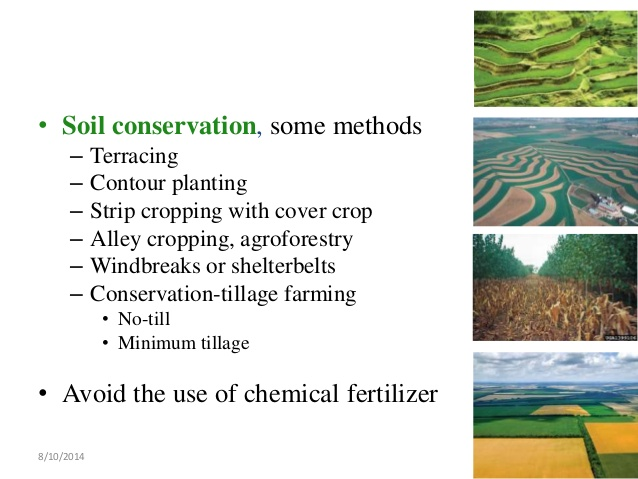 • Soil conservation, some methods
– Terracing
– Contour planting
– Strip cropping with cover crop
– Alley cropping, agroforestry
– Windbreaks or shelterbelts
– Conservation-tillage farming
• No-till
• Minimum tillage
• Avoid the use of chemical fertilizer
8/10/2014